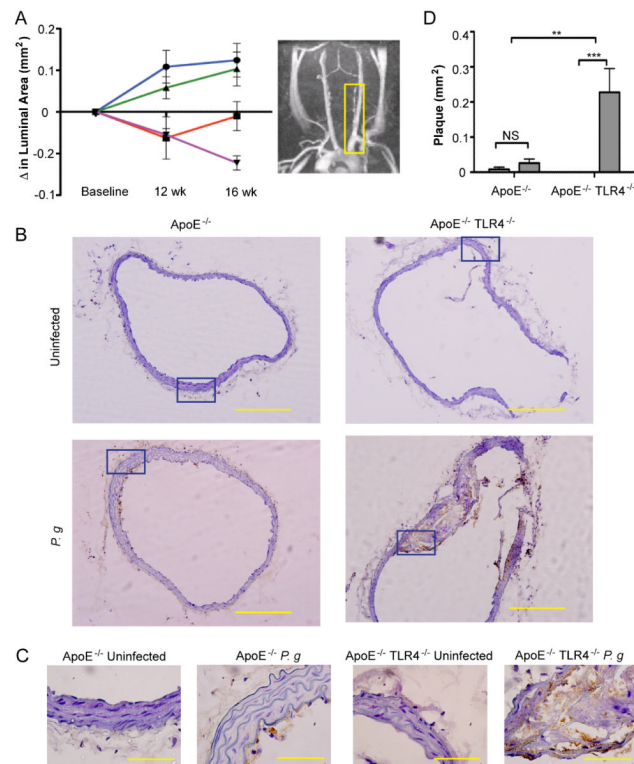 A
Δ in Luminal Area (mm²)
0.2
0.1
0
-0.2
-0.1
Baseline
12 wk
16 wk
D
Plaque (mm²)
0.4
0.3
0.2
0.1
0
**
***
NS
ApoE⁻/⁻
ApoE⁻/⁻ TLR4⁻/⁻
B
ApoE⁻/⁻
ApoE⁻/⁻ TLR4⁻/⁻
Uninfected
P. g
C
ApoE⁻/⁻ Uninfected
ApoE⁻/⁻ P. g
ApoE⁻/⁻ TLR4⁻/⁻ Uninfected
ApoE⁻/⁻ TLR4⁻/⁻ P. g